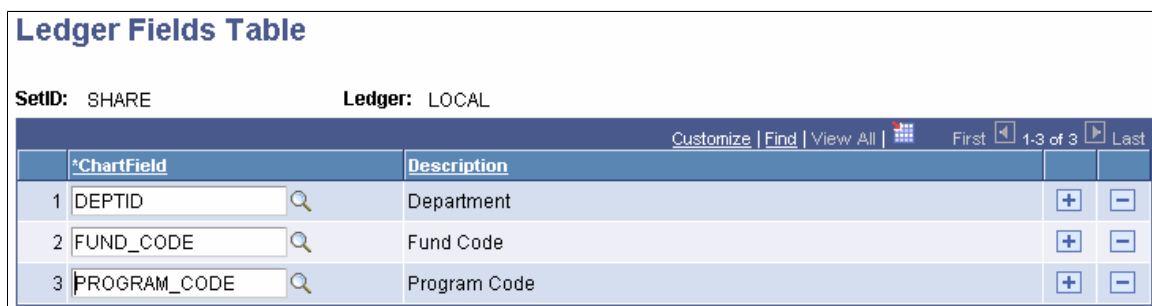 Ledger Fields Table
SetID: SHARE Ledger: LOCAL
Customize | Find | View All | First 1-3 of 3 Last
*ChartField Description
1 DEPTID Department
2 FUND_CODE Fund Code
3 PROGRAM_CODE Program Code